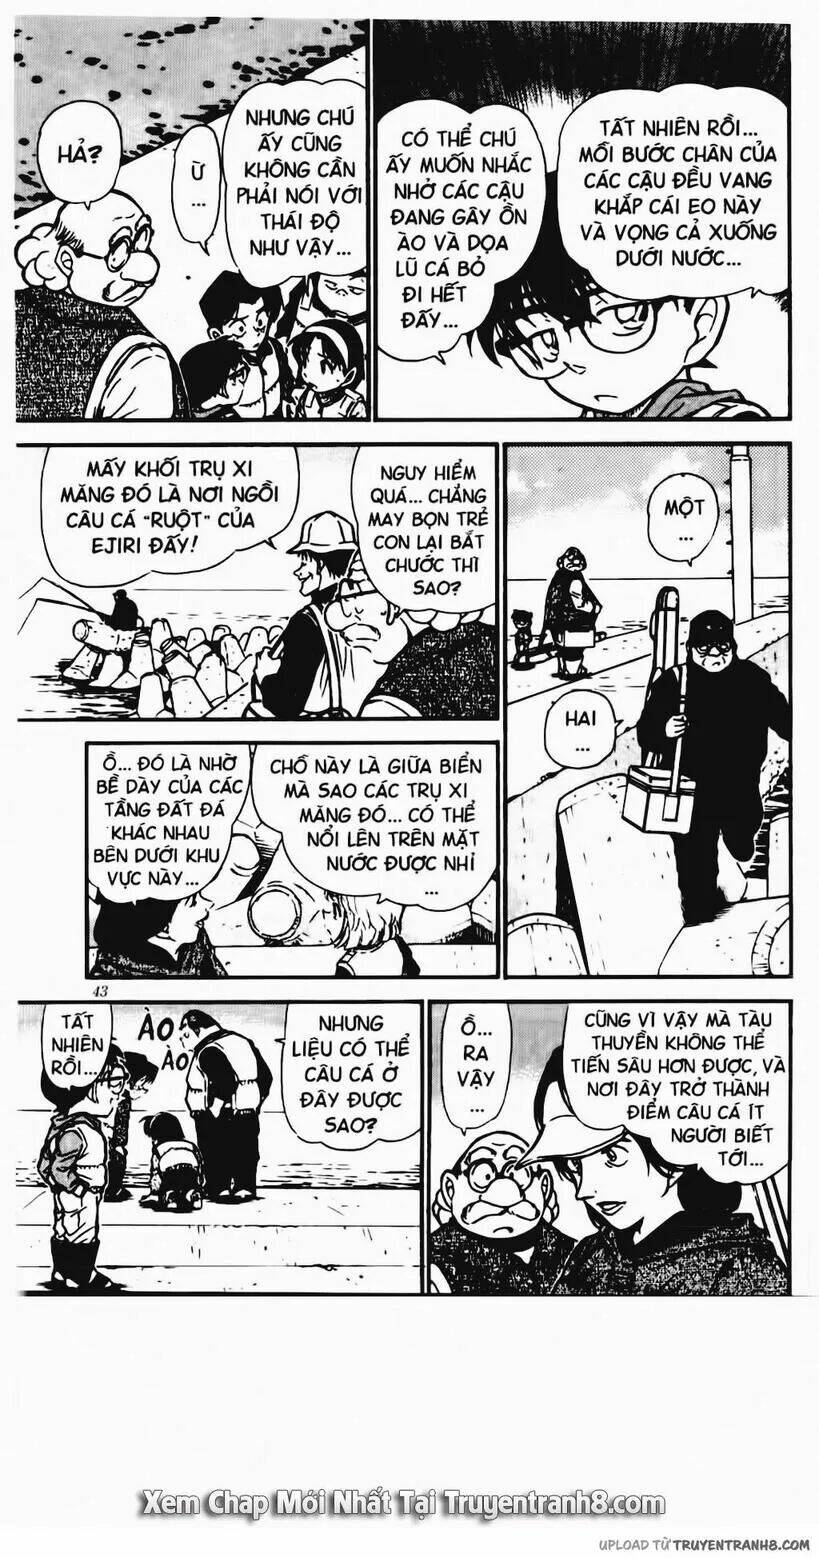 TẤT NHIÊN RỒI...
MỖI BƯỚC CHÂN CỦA
CÁC CẬU ĐỀU VANG
KHẮP CÁI EO NÀY
VÀ VỌNG CẢ XUỐNG
DƯỚI NƯỚC...
CÓ THỂ CHÚ
ẤY MUỐN NHẮC
NHỞ CÁC CẬU
ĐANG GÂY ỒN
ÀO VÀ DỌA
LŨ CÁ BỎ
ĐI HẾT
ĐẤY...
NHƯNG CHÚ
ẤY CŨNG
KHÔNG CẦN
PHẢI NÓI VỚI
THÁI ĐỘ
NHƯ VẬY...
Ừ
...
HẢ?
MỘT
...
HAI
...
NGUY HIỂM
QUÁ... CHẲNG
MAY BỌN TRẺ
CON LẠI BẮT
CHƯỚC THÌ
SAO?
MẤY KHỐI TRỤ XI
MĂNG ĐÓ LÀ NƠI NGỒI
CÂU CÁ "RUỘT" CỦA
EJIRI ĐẤY!
CHỖ NÀY LÀ GIỮA BIỂN
MÀ SAO CÁC TRỤ XI
MĂNG ĐÓ... CÓ THỂ
NỔI LÊN TRÊN MẶT
NƯỚC ĐƯỢC NHỈ
...
Ồ... ĐÓ LÀ NHỜ
BỀ DÀY CỦA CÁC
TẦNG ĐẤT ĐÁ
KHÁC NHAU
BÊN DƯỚI KHU
VỰC NÀY...
43
CŨNG VÌ VẬY MÀ TÀU
THUYỀN KHÔNG THỂ
TIẾN SÂU HƠN ĐƯỢC, VÀ
NƠI ĐÂY TRỞ THÀNH
ĐIỂM CÂU CÁ ÍT
NGƯỜI BIẾT
TỚI...
Ồ...
RA
VẬY
...
NHƯNG
LIỆU CÓ THỂ
CÂU CÁ Ở
ĐÂY ĐƯỢC
SAO?
ÀO
ÀO
TẤT
NHIÊN
RỒI...
Xem Chap Mới Nhất Tại Truyentranh8.com
UPLOAD TỪ TRUYENTRANH8.COM